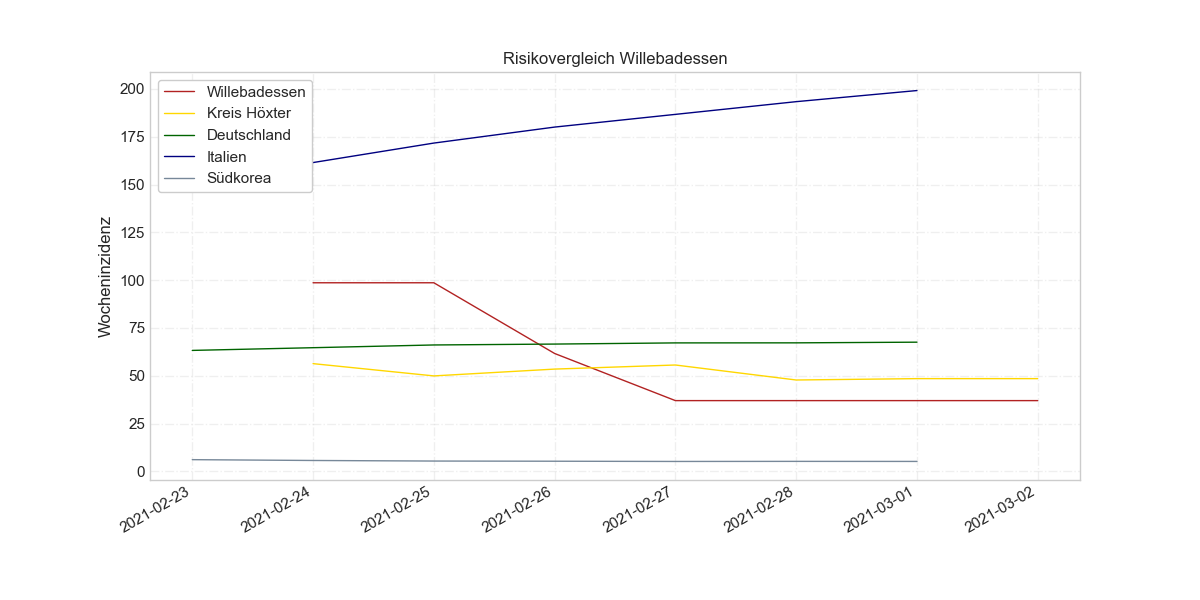 Risikovergleich Willebadessen
Willebadessen
Kreis Höxter
Deutschland
Italien
Südkorea
Wocheninzidenz
200
175
150
125
100
75
50
25
0
2021-02-23
2021-02-24
2021-02-25
2021-02-26
2021-02-27
2021-02-28
2021-03-01
2021-03-02